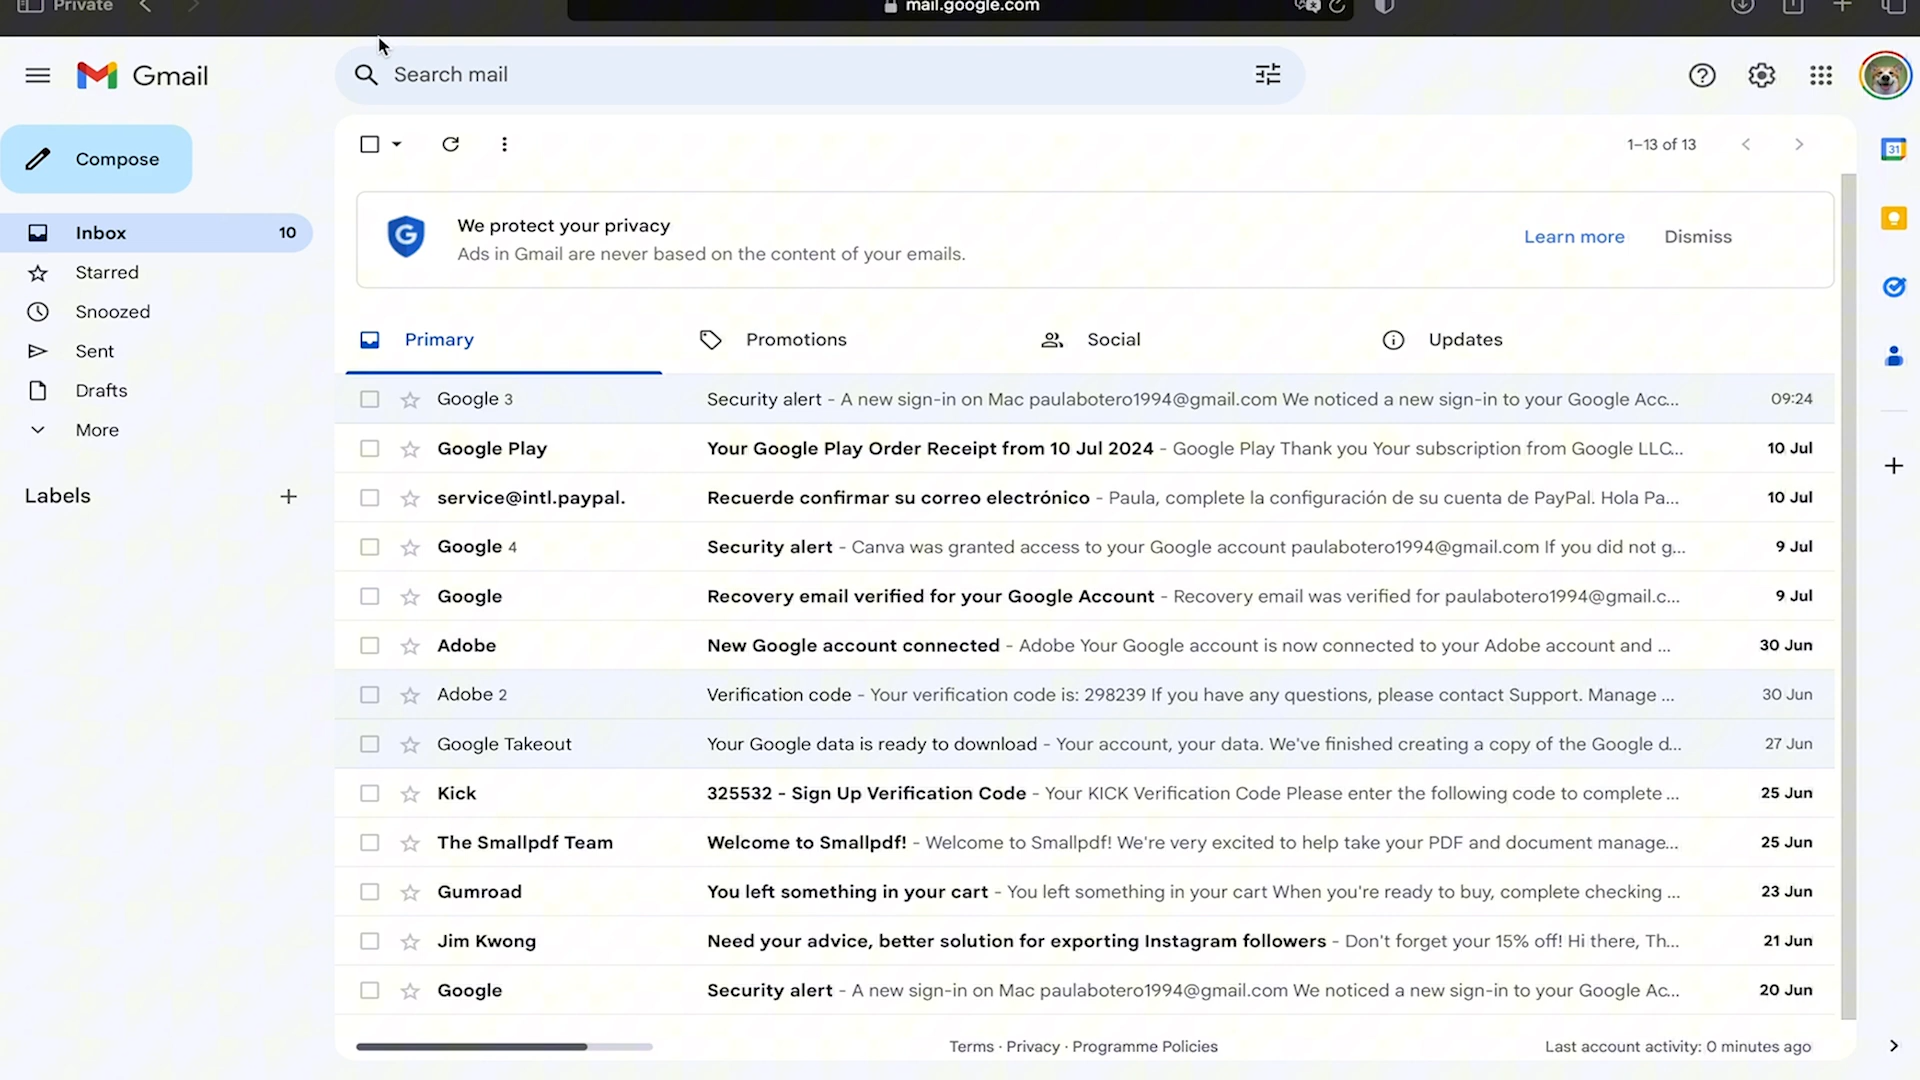 Private
mail.google.com
Gmail
Search mail
Compose
1–13 of 13
31
Inbox 10
G
We protect your privacy
Ads in Gmail are never based on the content of your emails.
Learn more
Dismiss
Starred
Snoozed
Sent
Drafts
More
Labels
Primary
Promotions
Social
Updates
Google 3 Security alert - A new sign-in on Mac paulabotero1994@gmail.com We noticed a new sign-in to your Google Acc... 09:24
Google Play Your Google Play Order Receipt from 10 Jul 2024 - Google Play Thank you Your subscription from Google LLC... 10 Jul
service@intl.paypal. Recuerde confirmar su correo electrónico - Paula, complete la configuración de su cuenta de PayPal. Hola Pa... 10 Jul
Google 4 Security alert - Canva was granted access to your Google account paulabotero1994@gmail.com If you did not g... 9 Jul
Google Recovery email verified for your Google Account - Recovery email was verified for paulabotero1994@gmail.c... 9 Jul
Adobe New Google account connected - Adobe Your Google account is now connected to your Adobe account and ... 30 Jun
Adobe 2 Verification code - Your verification code is: 298239 If you have any questions, please contact Support. Manage ... 30 Jun
Google Takeout Your Google data is ready to download - Your account, your data. We've finished creating a copy of the Google d... 27 Jun
Kick 325532 - Sign Up Verification Code - Your KICK Verification Code Please enter the following code to complete ... 25 Jun
The Smallpdf Team Welcome to Smallpdf! - Welcome to Smallpdf! We're very excited to help take your PDF and document manage... 25 Jun
Gumroad You left something in your cart - You left something in your cart When you're ready to buy, complete checking ... 23 Jun
Jim Kwong Need your advice, better solution for exporting Instagram followers - Don't forget your 15% off! Hi there, Th... 21 Jun
Google Security alert - A new sign-in on Mac paulabotero1994@gmail.com We noticed a new sign-in to your Google Ac... 20 Jun
Terms · Privacy · Programme Policies
Last account activity: 0 minutes ago